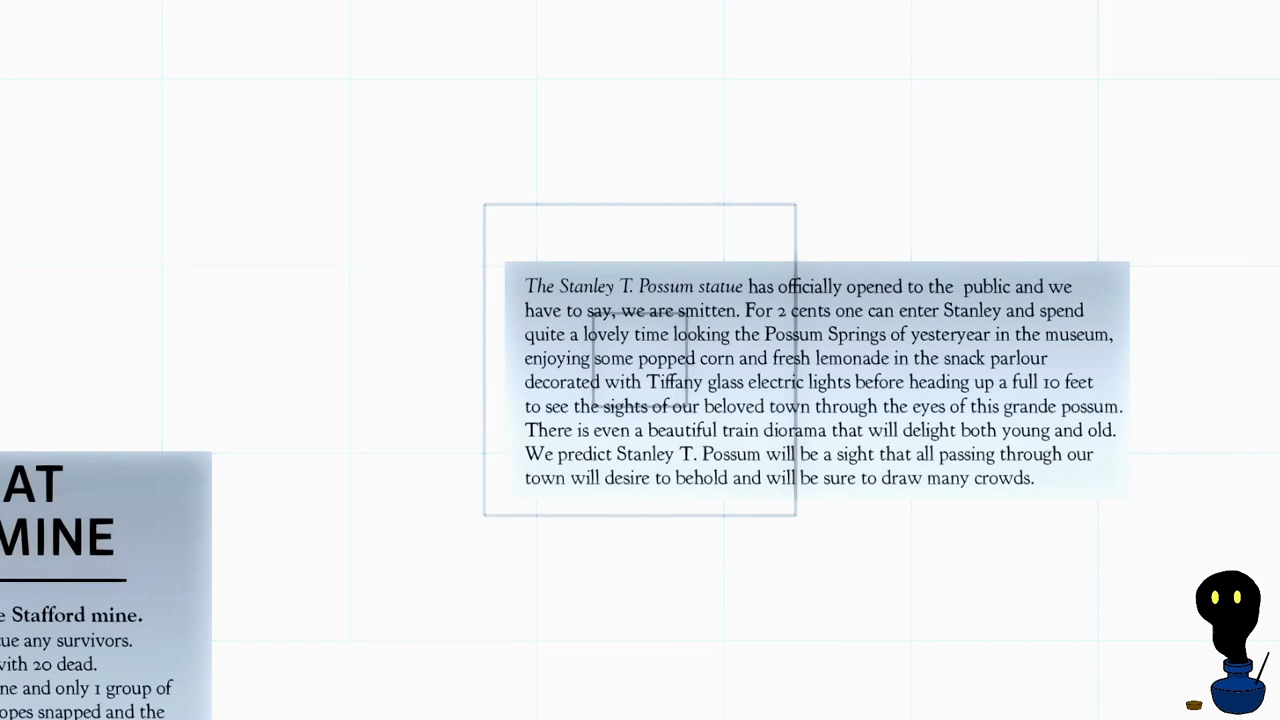 The Stanley T. Possum statue has officially opened to the public and we
have to say, we are smitten. For 2 cents one can enter Stanley and spend
quite a lovely time looking the Possum Springs of yesteryear in the museum,
enjoying some popped corn and fresh lemonade in the snack parlour
decorated with Tiffany glass electric lights before heading up a full 10 feet
to see the sights of our beloved town through the eyes of this grande possum.
There is even a beautiful train diorama that will delight both young and old.
We predict Stanley T. Possum will be a sight that all passing through our
town will desire to behold and will be sure to draw many crowds.
AT
MINE
Stafford mine.
any survivors.
with 20 dead.
and only 1 group of
snapped and the